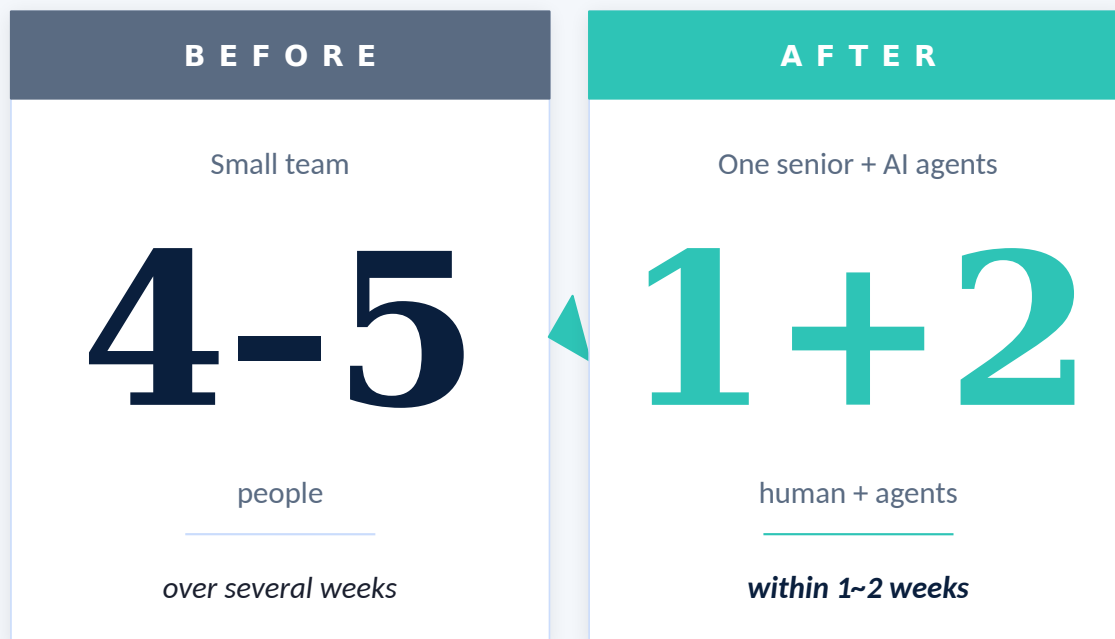 BEFORE
Small team
4–5
people
over several weeks
AFTER
One senior + AI agents
1+2
human + agents
within 1~2 weeks